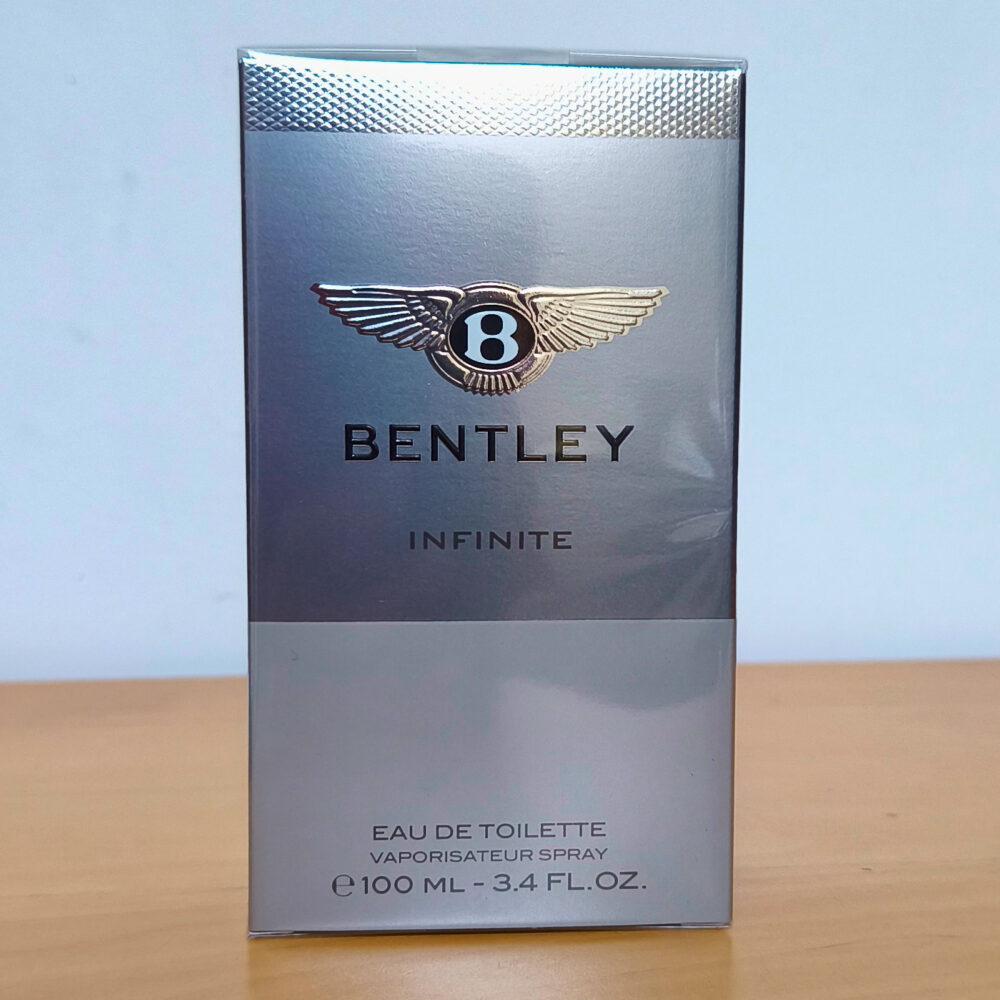 B
BENTLEY
INFINITE
EAU DE TOILETTE
VAPORISATEUR SPRAY
℮100 ML - 3.4 FL.OZ.